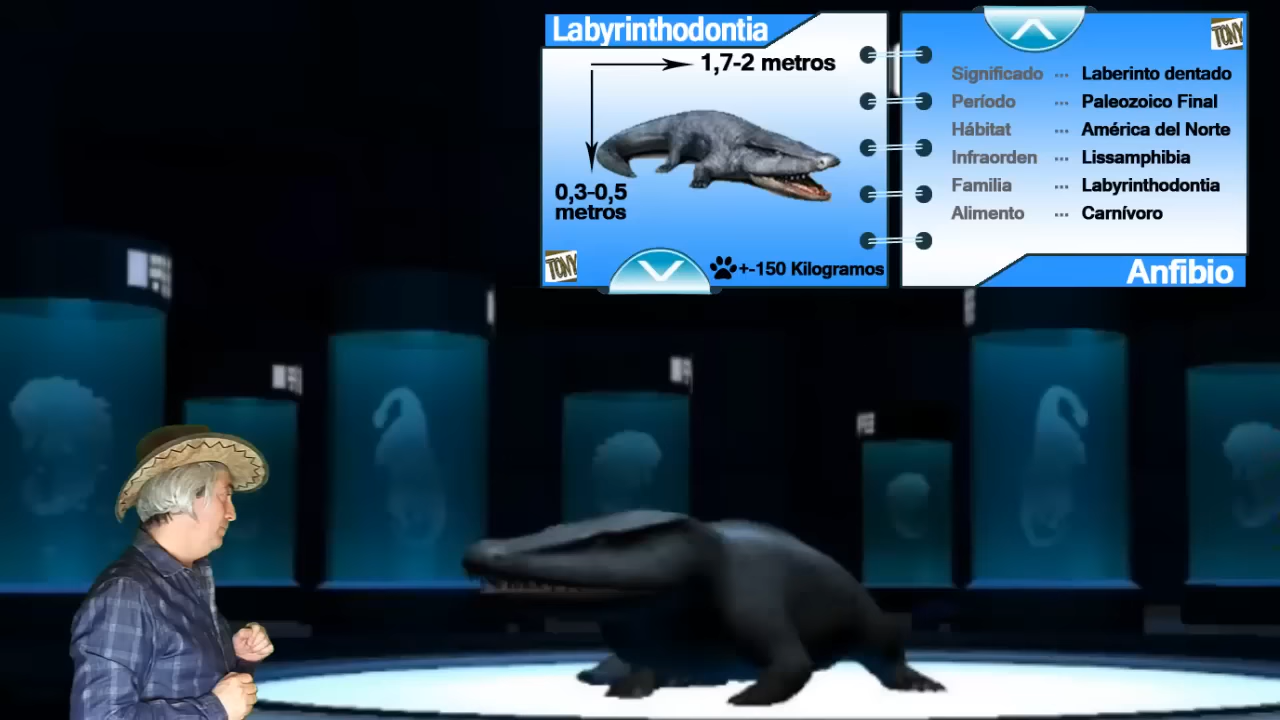 Labyrinthodontia
1,7-2 metros
0,3-0,5
metros
TONY
+-150 Kilogramos
TONY
Significado ... Laberinto dentado
Período ... Paleozoico Final
Hábitat ... América del Norte
Infraorden ... Lissamphibia
Familia ... Labyrinthodontia
Alimento ... Carnívoro
Anfibio